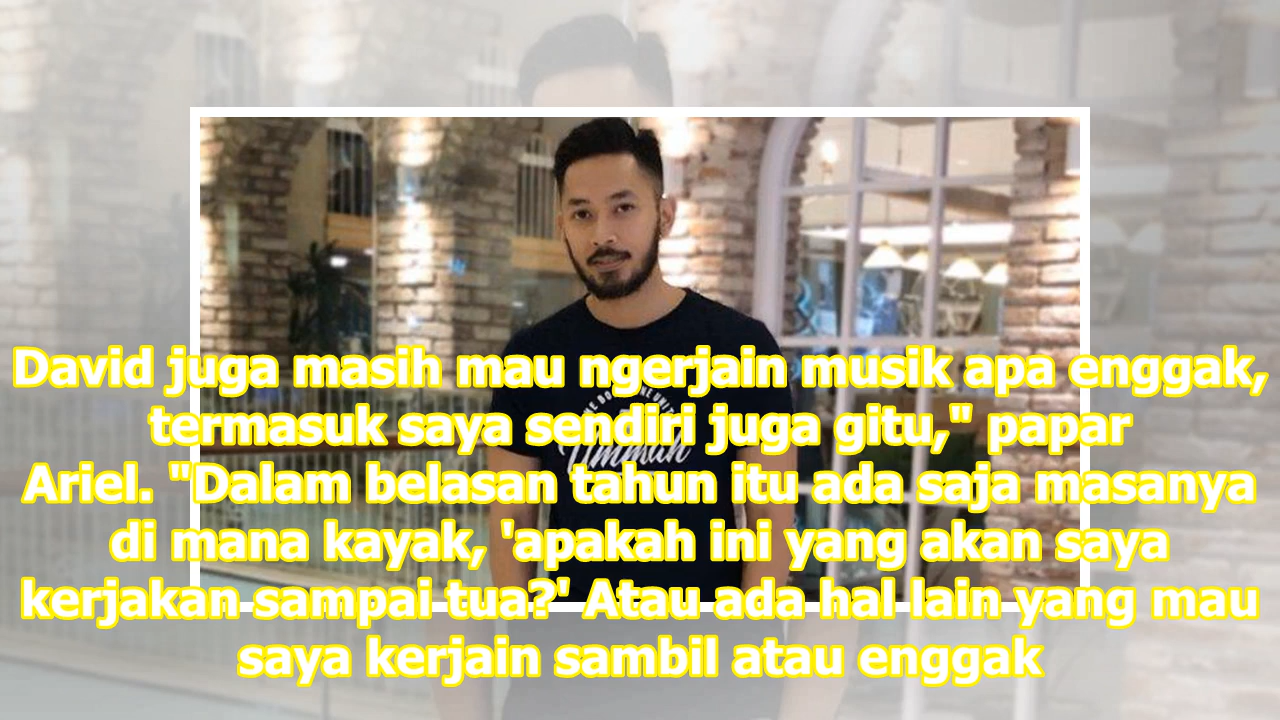 David juga masih mau ngerjain musik apa enggak,
termasuk saya sendiri juga gitu," papar
Ariel. "Dalam belasan tahun itu ada saja masanya
di mana kayak, 'apakah ini yang akan saya
kerjakan sampai tua?' Atau ada hal lain yang mau
saya kerjain sambil atau enggak
Ummah